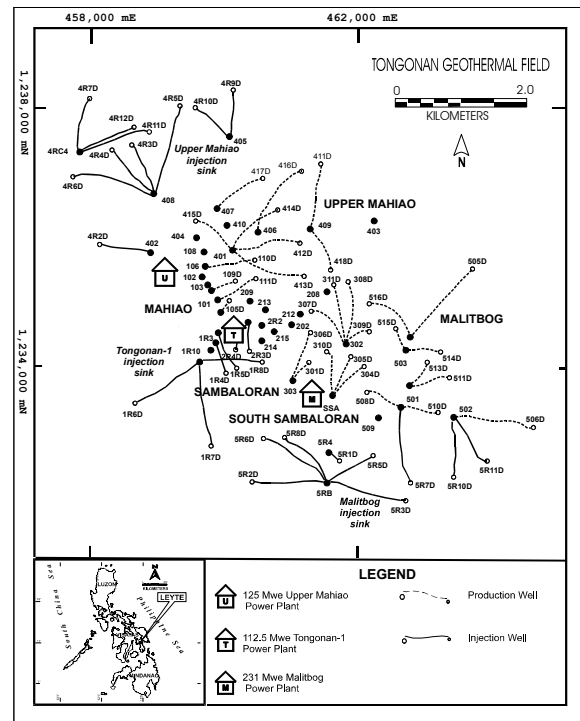 458,000 mE
462,000 mE
1,238,000 mN
1,234,000 mN
TONGONAN GEOTHERMAL FIELD
0
2.0
KILOMETERS
N
4R7D
4R5D
4R10D
4R9D
4R12D
4R11D
4RC4
4R4D
4R3D
Upper Mahiao
injection
sink
405
4R6D
408
417D
416D
411D
UPPER MAHIAO
415D
407
414D
404
410
406
409
403
4R2D
402
108
401
412D
110D
418D
505D
106
U
102
109D
413D
311D
308D
103
111D
208
516D
MAHIAO
101
209
307D
MALITBOG
105D
213
212
309D
515D
T
2R2
202
306D
302
1R3
215
Tongonan-1
injection
sink
1R10
214
310D
503
514D
2R4D
2R3D
305D
513D
1R8D
301D
304D
1R4D
1R5D
511D
SAMBALORAN
303
M
SSA
508D
1R6D
SOUTH SAMBALORAN
501
510D
502
509
506D
5R6D
5R8D
5R4
1R7D
5R1D
5R5D
5R11D
5R2D
5RB
5R7D
5R10D
Malitbog
injection
sink
5R3D
N
KILOMETERS
LUZON
LEYTE
South China Sea
Philippine Sea
MINDANAO
LEGEND
U
125 Mwe Upper Mahiao
Power Plant
Production Well
T
112.5 Mwe Tongonan-1
Power Plant
Injection Well
M
231 Mwe Malitbog
Power Plant